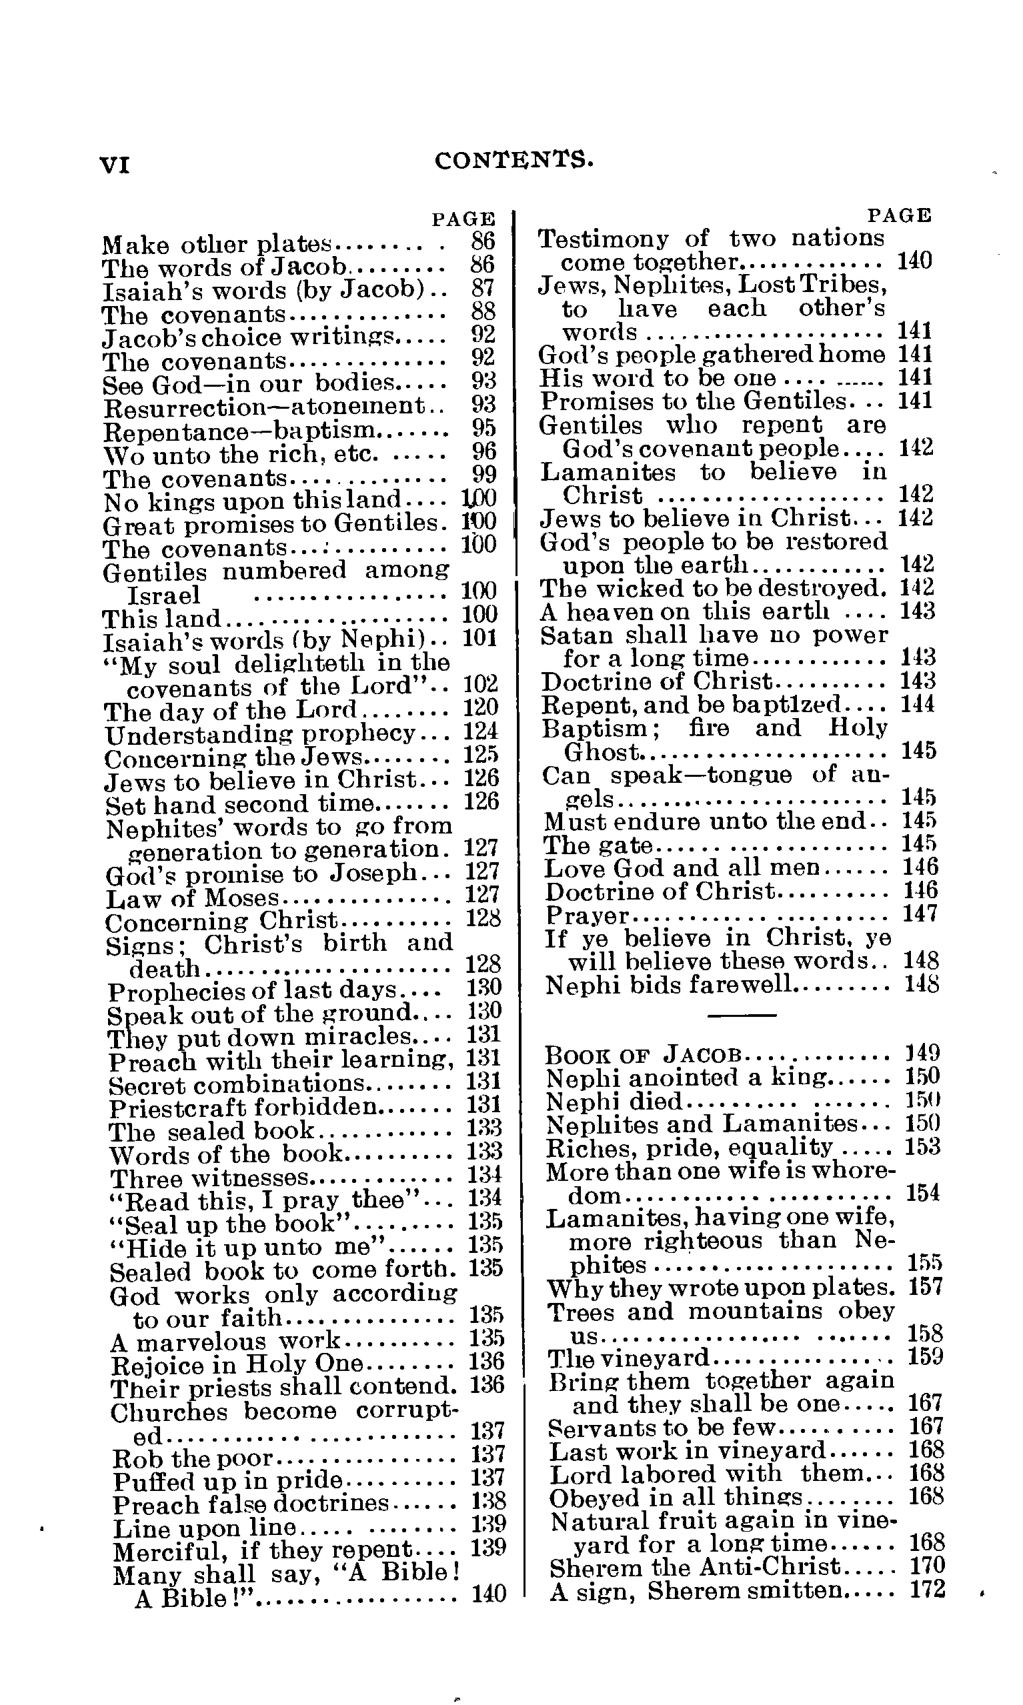 VI
CONTENTS.
PAGE
Make other plates......... . 86
The words of Jacob......... 86
Isaiah's words (by Jacob).. 87
The covenants............... 88
Jacob's choice writings..... 92
The covenants............... 92
See God—in our bodies..... 93
Resurrection—atonement.. 93
Repentance—baptism....... 95
Wo unto the rich, etc. ..... 96
The covenants............... 99
No kings upon this land.... 100
Great promises to Gentiles. 100
The covenants............... 100
Gentiles numbered among
Israel ................. 100
This land.................... 100
Isaiah's words (by Nephi).. 101
"My soul delighteth in the
covenants of the Lord".. 102
The day of the Lord........ 120
Understanding prophecy... 124
Concerning the Jews........ 125
Jews to believe in Christ... 126
Set hand second time....... 126
Nephites' words to go from
generation to generation. 127
God's promise to Joseph... 127
Law of Moses............... 127
Concerning Christ.......... 128
Signs; Christ's birth and
death...................... 128
Prophecies of last days.... 130
Speak out of the ground.... 130
They put down miracles.... 131
Preach with their learning, 131
Secret combinations........ 131
Priestcraft forbidden....... 131
The sealed book............ 133
Words of the book.......... 133
Three witnesses............. 134
"Read this, I pray thee"... 134
"Seal up the book"......... 135
"Hide it up unto me"...... 135
Sealed book to come forth. 135
God works only according
to our faith............... 135
A marvelous work.......... 135
Rejoice in Holy One........ 136
Their priests shall contend. 136
Churches become corrupt-
ed.......................... 137
Rob the poor................ 137
Puffed up in pride.......... 137
Preach false doctrines...... 138
Line upon line..... ........ 139
Merciful, if they repent.... 139
Many shall say, "A Bible!
A Bible!".................. 140
PAGE
Testimony of two nations
come together............. 140
Jews, Nephites, Lost Tribes,
to have each other's
words ..................... 141
God's people gathered home 141
His word to be one .... ...... 141
Promises to the Gentiles. .. 141
Gentiles who repent are
God's covenant people.... 142
Lamanites to believe in
Christ .................... 142
Jews to believe in Christ... 142
God's people to be restored
upon the earth............ 142
The wicked to be destroyed. 142
A heaven on this earth .... 143
Satan shall have no power
for a long time............ 143
Doctrine of Christ.......... 143
Repent, and be bapt1zed.... 144
Baptism; fire and Holy
Ghost...................... 145
Can speak—tongue of an-
gels........................ 145
Must endure unto the end.. 145
The gate..................... 145
Love God and all men...... 146
Doctrine of Christ.......... 146
Prayer............ .......... 147
If ye believe in Christ, ye
will believe these words.. 148
Nephi bids farewell......... 148
BOOK OF JACOB.............. 149
Nephi anointed a king...... 150
Nephi died.......... ....... 150
Nephites and Lamanites... 150
Riches, pride, equality ..... 153
More than one wife is whore-
dom............ ........... 154
Lamanites, having one wife,
more righteous than Ne-
phites ..................... 155
Why they wrote upon plates. 157
Trees and mountains obey
us.................. ....... 158
The vineyard................ 159
Bring them together again
and they shall be one..... 167
Servants to be few........... 167
Last work in vineyard...... 168
Lord labored with them... 168
Obeyed in all things........ 168
Natural fruit again in vine-
yard for a long time...... 168
Sherem the Anti-Christ..... 170
A sign, Sherem smitten..... 172